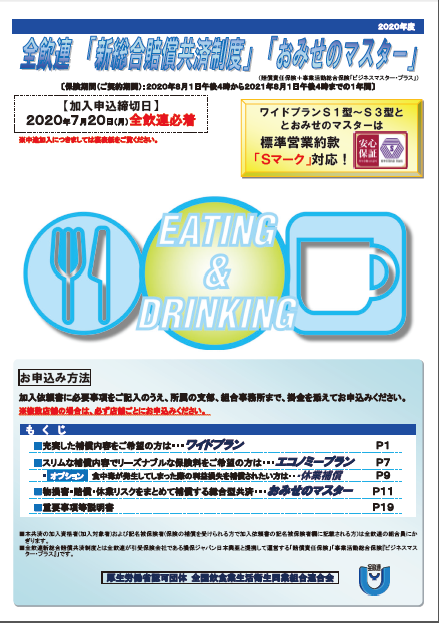 2020年度
全飲連 「新総合賠償共済制度」「おみせのマスター」
(賠償責任保険+事業活動総合保険「ビジネスマスター・プラス」)
〔保険期間(ご契約期間):2020年8月1日午後4時から2021年8月1日午後4時までの1年間〕
【加入申込締切日】
2020年7月20日(月)全飲連必着
※中途加入につきましては裏表紙をご覧ください。
ワイドプランS1型~S3型と
とおみせのマスターは
標準営業約款
「Sマーク」対応!
安心
保証
EATING
&
DRINKING
お申込み方法
加入依頼書に必要事項をご記入のうえ、所属の支部、組合事務所まで、掛金を添えてお申込みください。
※複数店舗の場合は、必ず店舗ごとにお申込みください。
もくじ
■充実した補償内容をご希望の方は・・・ワイドプラン P1
■スリムな補償内容でリーズナブルな保険料をご希望の方は・・・エコノミープラン P7
・オプション 食中毒が発生してしまった際の利益損失を補償されたい方は・・・休業補償 P9
■物損害・賠償・休業リスクをまとめて補償する総合型共済・・・おみせのマスター P11
■重要事項等説明書 P19
■本共済の加入資格者(加入対象者)および記名被保険者(保険の補償を受けられる方で加入依頼書の記名被保険者欄に記載される方)は全飲連の組合員にか
ぎります。
■全飲連新総合賠償共済制度とは全飲連が引受保険会社である損保ジャパン日本興亜と提携して運営する「賠償責任保険」「事業活動総合保険『ビジネスマス
ター・プラス』」です。
厚生労働省認可団体 全国飲食業生活衛生同業組合連合会
全飲連